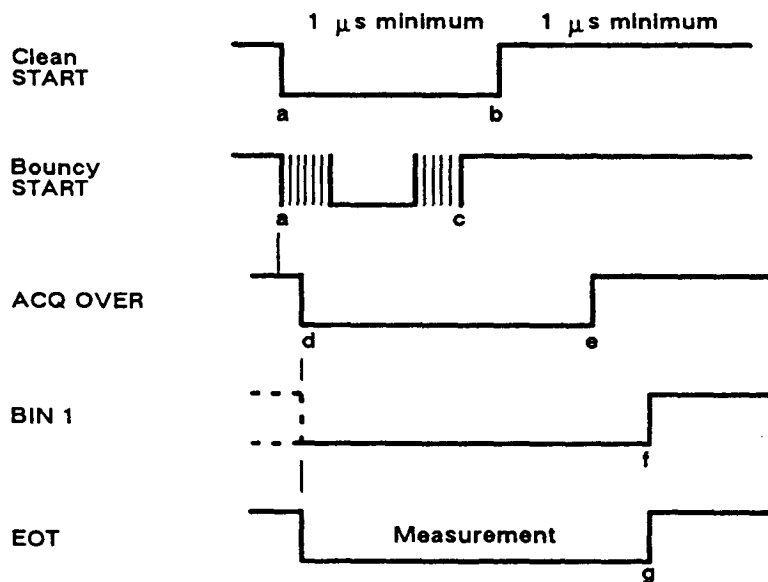 1 μs minimum 1 μs minimum
Clean
START
a b
Bouncy
START
a c
ACQ OVER
d e
BIN 1
f
EOT
Measurement
g